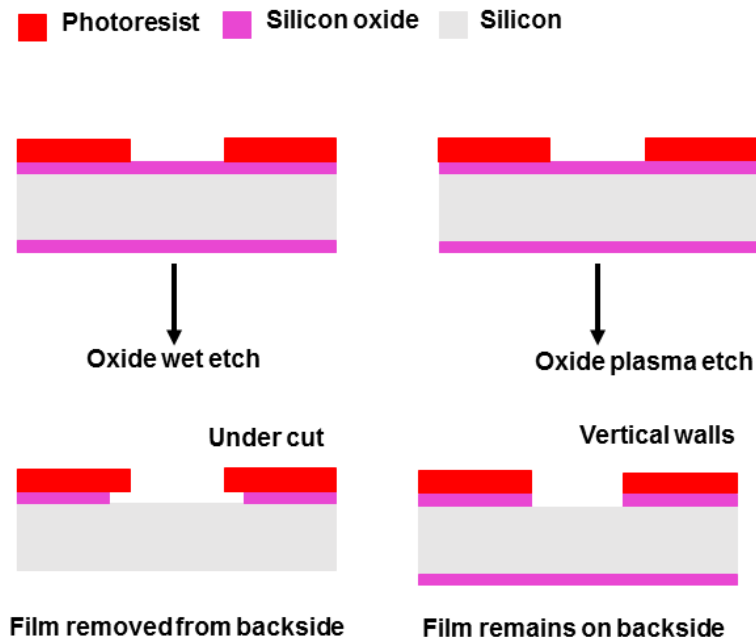 Photoresist Silicon oxide Silicon
Oxide wet etch
Oxide plasma etch
Under cut
Vertical walls
Film removed from backside
Film remains on backside